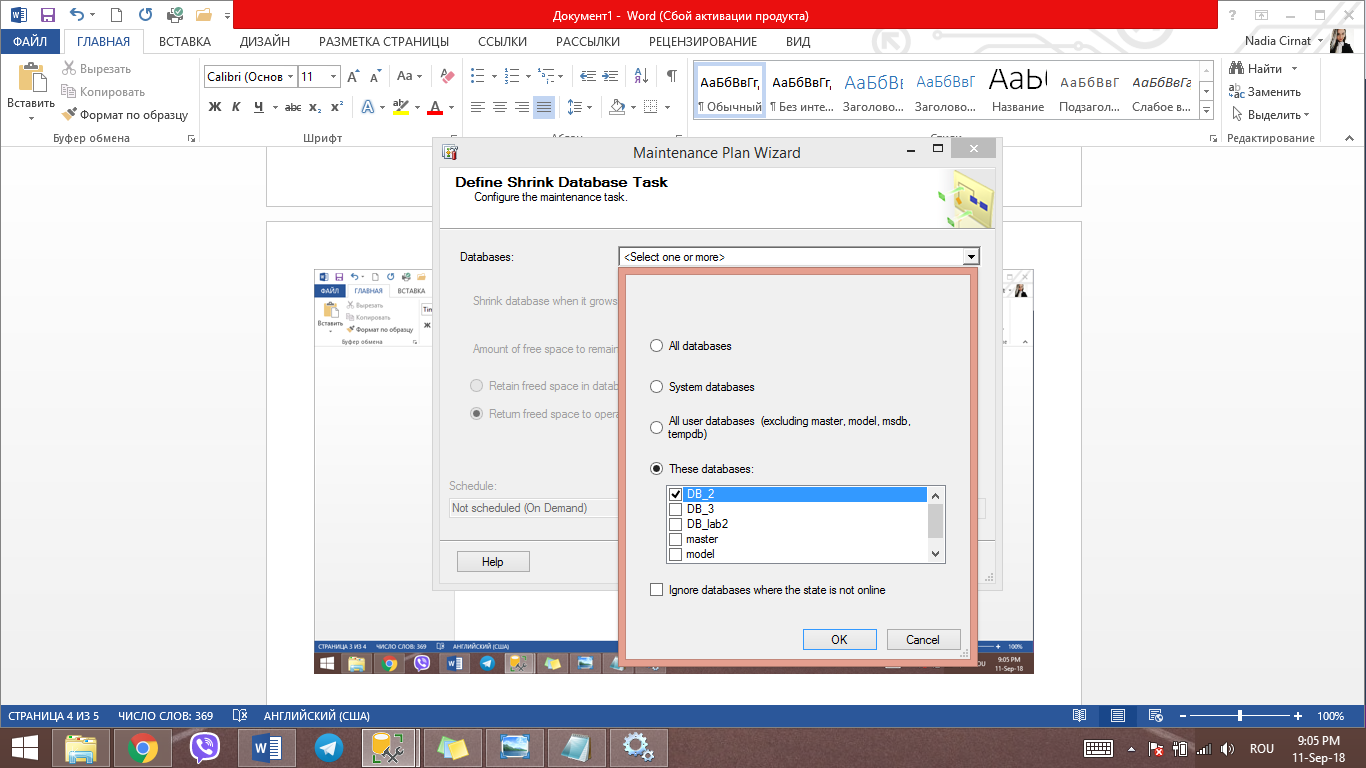 Документ1 - Word (Сбой активации продукта)
ФАЙЛ ГЛАВНАЯ ВСТАВКА ДИЗАЙН РАЗМЕТКА СТРАНИЦЫ ССЫЛКИ РАССЫЛКИ РЕЦЕНЗИРОВАНИЕ ВИД Nadia Cirnat
Вставить
Вырезать
Копировать
Формат по образцу
Буфер обмена
Calibri (Основ 11
Шрифт
АаБбВвГг, АаБбВвГг, АаБбВı АаБбВвГ АаБбВвГ АаБбВвГг
¶ Обычный ¶ Без инте... Заголово... Заголово... Название Подзагол... Слабое в...
Найти
Заменить
Выделить
Редактирование
Maintenance Plan Wizard
Define Shrink Database Task
Configure the maintenance task.
Databases: <Select one or more>
Shrink database when it grows
Amount of free space to remain
Retain freed space in datab
Return freed space to opera
Schedule:
Not scheduled (On Demand)
Help
All databases
System databases
All user databases (excluding master, model, msdb,
tempdb)
These databases:
DB_2
DB_3
DB_lab2
master
model
Ignore databases where the state is not online
OK Cancel
ФАЙЛ ГЛАВНАЯ ВСТАВКА
Вставить
Вырезать
Копировать
Формат по образцу
Буфер обмена
СТРАНИЦА 3 ИЗ 4 ЧИСЛО СЛОВ: 369 АНГЛИЙСКИЙ (США) 100%
ROU 9:05 PM
11-Sep-18
СТРАНИЦА 4 ИЗ 5 ЧИСЛО СЛОВ: 369 АНГЛИЙСКИЙ (США) 100%
ROU 9:05 PM
11-Sep-18